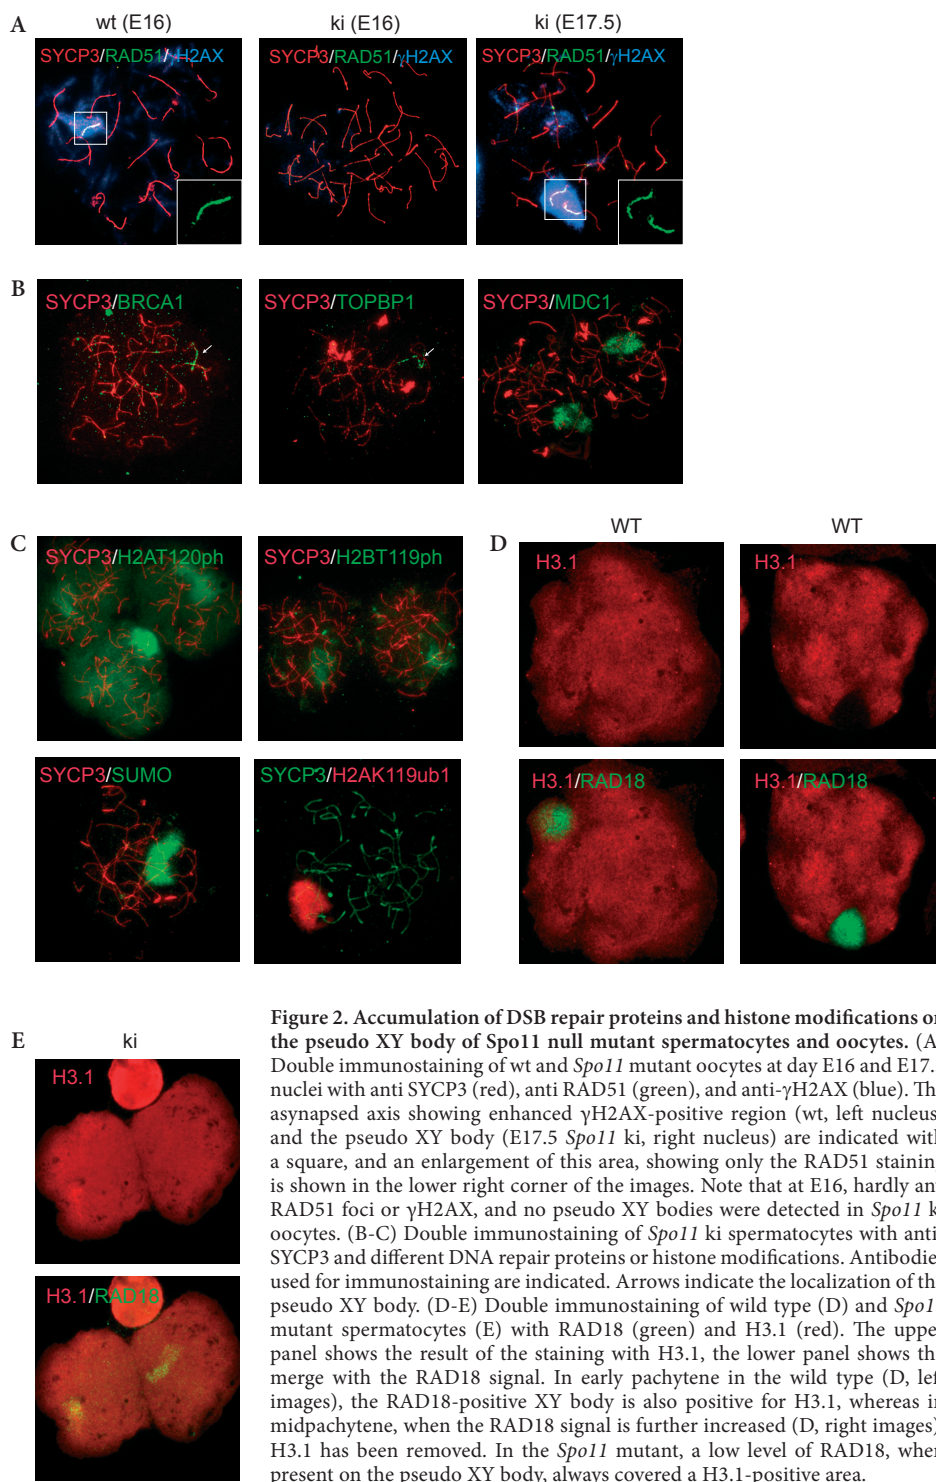 A
wt (E16)
ki (E16)
ki (E17.5)
SYCP3/RAD51/γH2AX
SYCP3/RAD51/γH2AX
SYCP3/RAD51/γH2AX
B
SYCP3/BRCA1
SYCP3/TOPBP1
SYCP3/MDC1
C
SYCP3/H2AT120ph
SYCP3/H2BT119ph
SYCP3/SUMO
SYCP3/H2AK119ub1
D
WT
WT
H3.1
H3.1
H3.1/RAD18
H3.1/RAD18
E
ki
H3.1
H3.1/RAD18
Figure 2. Accumulation of DSB repair proteins and histone modifications on
the pseudo XY body of Spo11 null mutant spermatocytes and oocytes. (A)
Double immunostaining of wt and Spo11 mutant oocytes at day E16 and E17.5
nuclei with anti SYCP3 (red), anti RAD51 (green), and anti-γH2AX (blue). The
asynapsed axis showing enhanced γH2AX-positive region (wt, left nucleus)
and the pseudo XY body (E17.5 Spo11 ki, right nucleus) are indicated with
a square, and an enlargement of this area, showing only the RAD51 staining
is shown in the lower right corner of the images. Note that at E16, hardly any
RAD51 foci or γH2AX, and no pseudo XY bodies were detected in Spo11 ki
oocytes. (B-C) Double immunostaining of Spo11 ki spermatocytes with anti-
SYCP3 and different DNA repair proteins or histone modifications. Antibodies
used for immunostaining are indicated. Arrows indicate the localization of the
pseudo XY body. (D-E) Double immunostaining of wild type (D) and Spo11
mutant spermatocytes (E) with RAD18 (green) and H3.1 (red). The upper
panel shows the result of the staining with H3.1, the lower panel shows the
merge with the RAD18 signal. In early pachytene in the wild type (D, left
images), the RAD18-positive XY body is also positive for H3.1, whereas in
midpachytene, when the RAD18 signal is further increased (D, right images),
H3.1 has been removed. In the Spo11 mutant, a low level of RAD18, when
present on the pseudo XY body, always covered a H3.1-positive area.